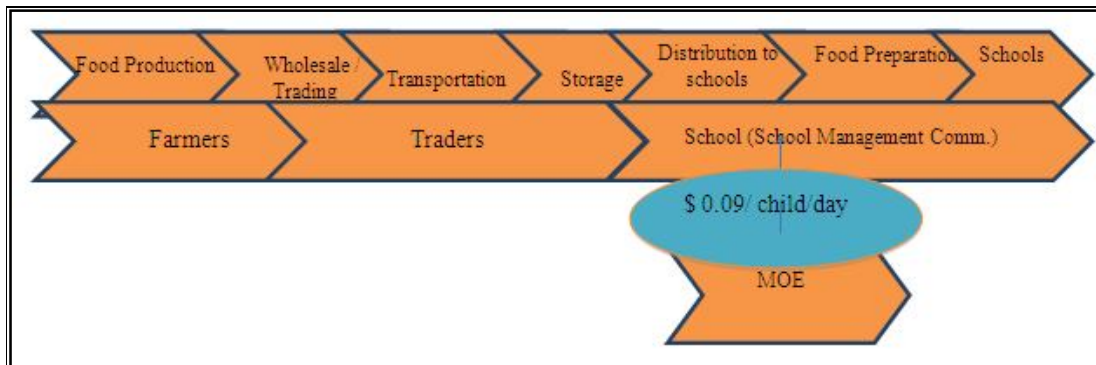 Food Production
Wholesale /
Trading
Transportation
Storage
Distribution to
schools
Food Preparation
Schools
Farmers
Traders
School (School Management Comm.)
$ 0.09/ child/day
MOE